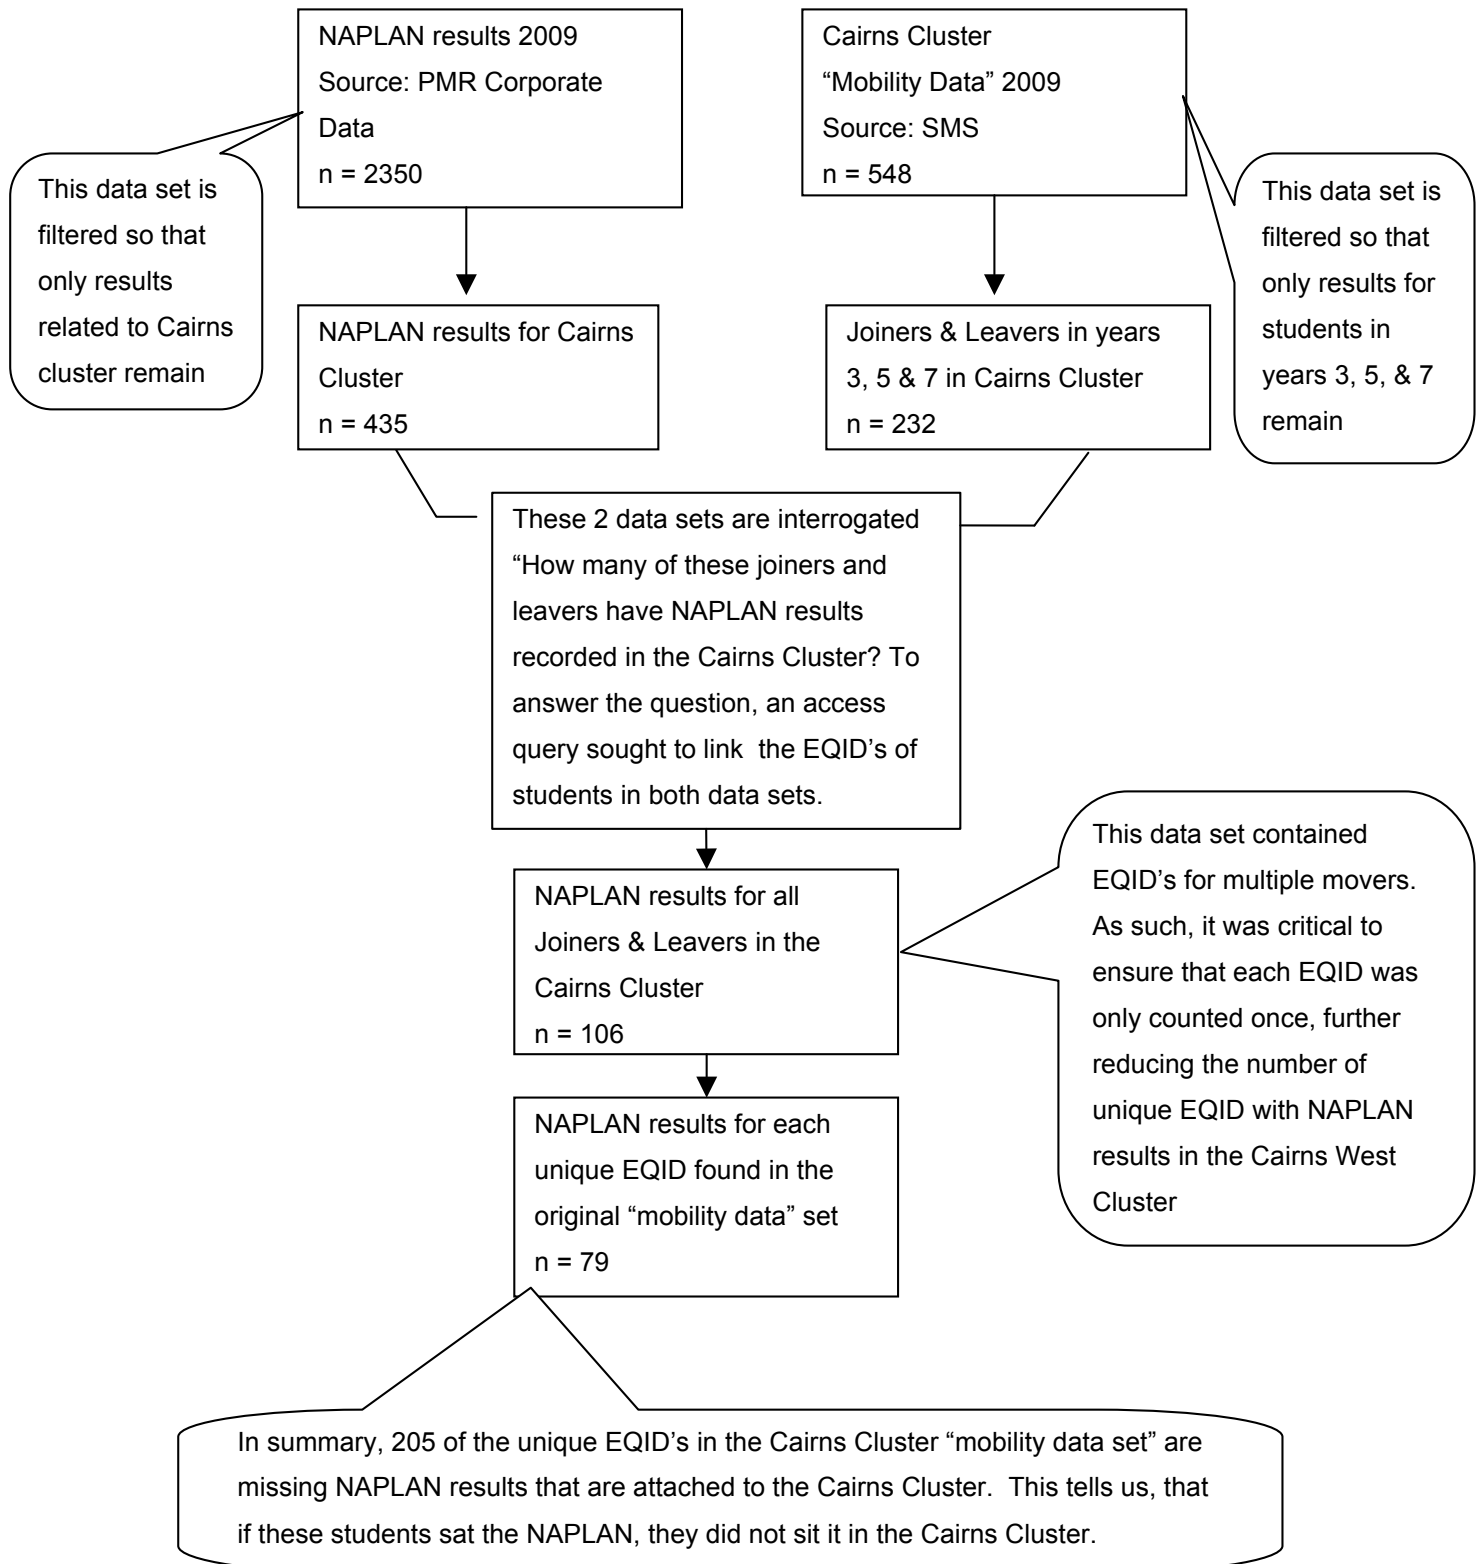 NAPLAN results 2009
Source: PMR Corporate
Data
n = 2350
Cairns Cluster
“Mobility Data” 2009
Source: SMS
n = 548
This data set is
filtered so that
only results
related to Cairns
cluster remain
This data set is
filtered so that
only results for
students in
years 3, 5, & 7
remain
NAPLAN results for Cairns
Cluster
n = 435
Joiners & Leavers in years
3, 5 & 7 in Cairns Cluster
n = 232
These 2 data sets are interrogated
“How many of these joiners and
leavers have NAPLAN results
recorded in the Cairns Cluster? To
answer the question, an access
query sought to link  the EQID’s of
students in both data sets.
NAPLAN results for all
Joiners & Leavers in the
Cairns Cluster
n = 106
This data set contained
EQID’s for multiple movers.
As such, it was critical to
ensure that each EQID was
only counted once, further
reducing the number of
unique EQID with NAPLAN
results in the Cairns West
Cluster
NAPLAN results for each
unique EQID found in the
original “mobility data” set
n = 79
In summary, 205 of the unique EQID’s in the Cairns Cluster “mobility data set” are
missing NAPLAN results that are attached to the Cairns Cluster.  This tells us, that
if these students sat the NAPLAN, they did not sit it in the Cairns Cluster.